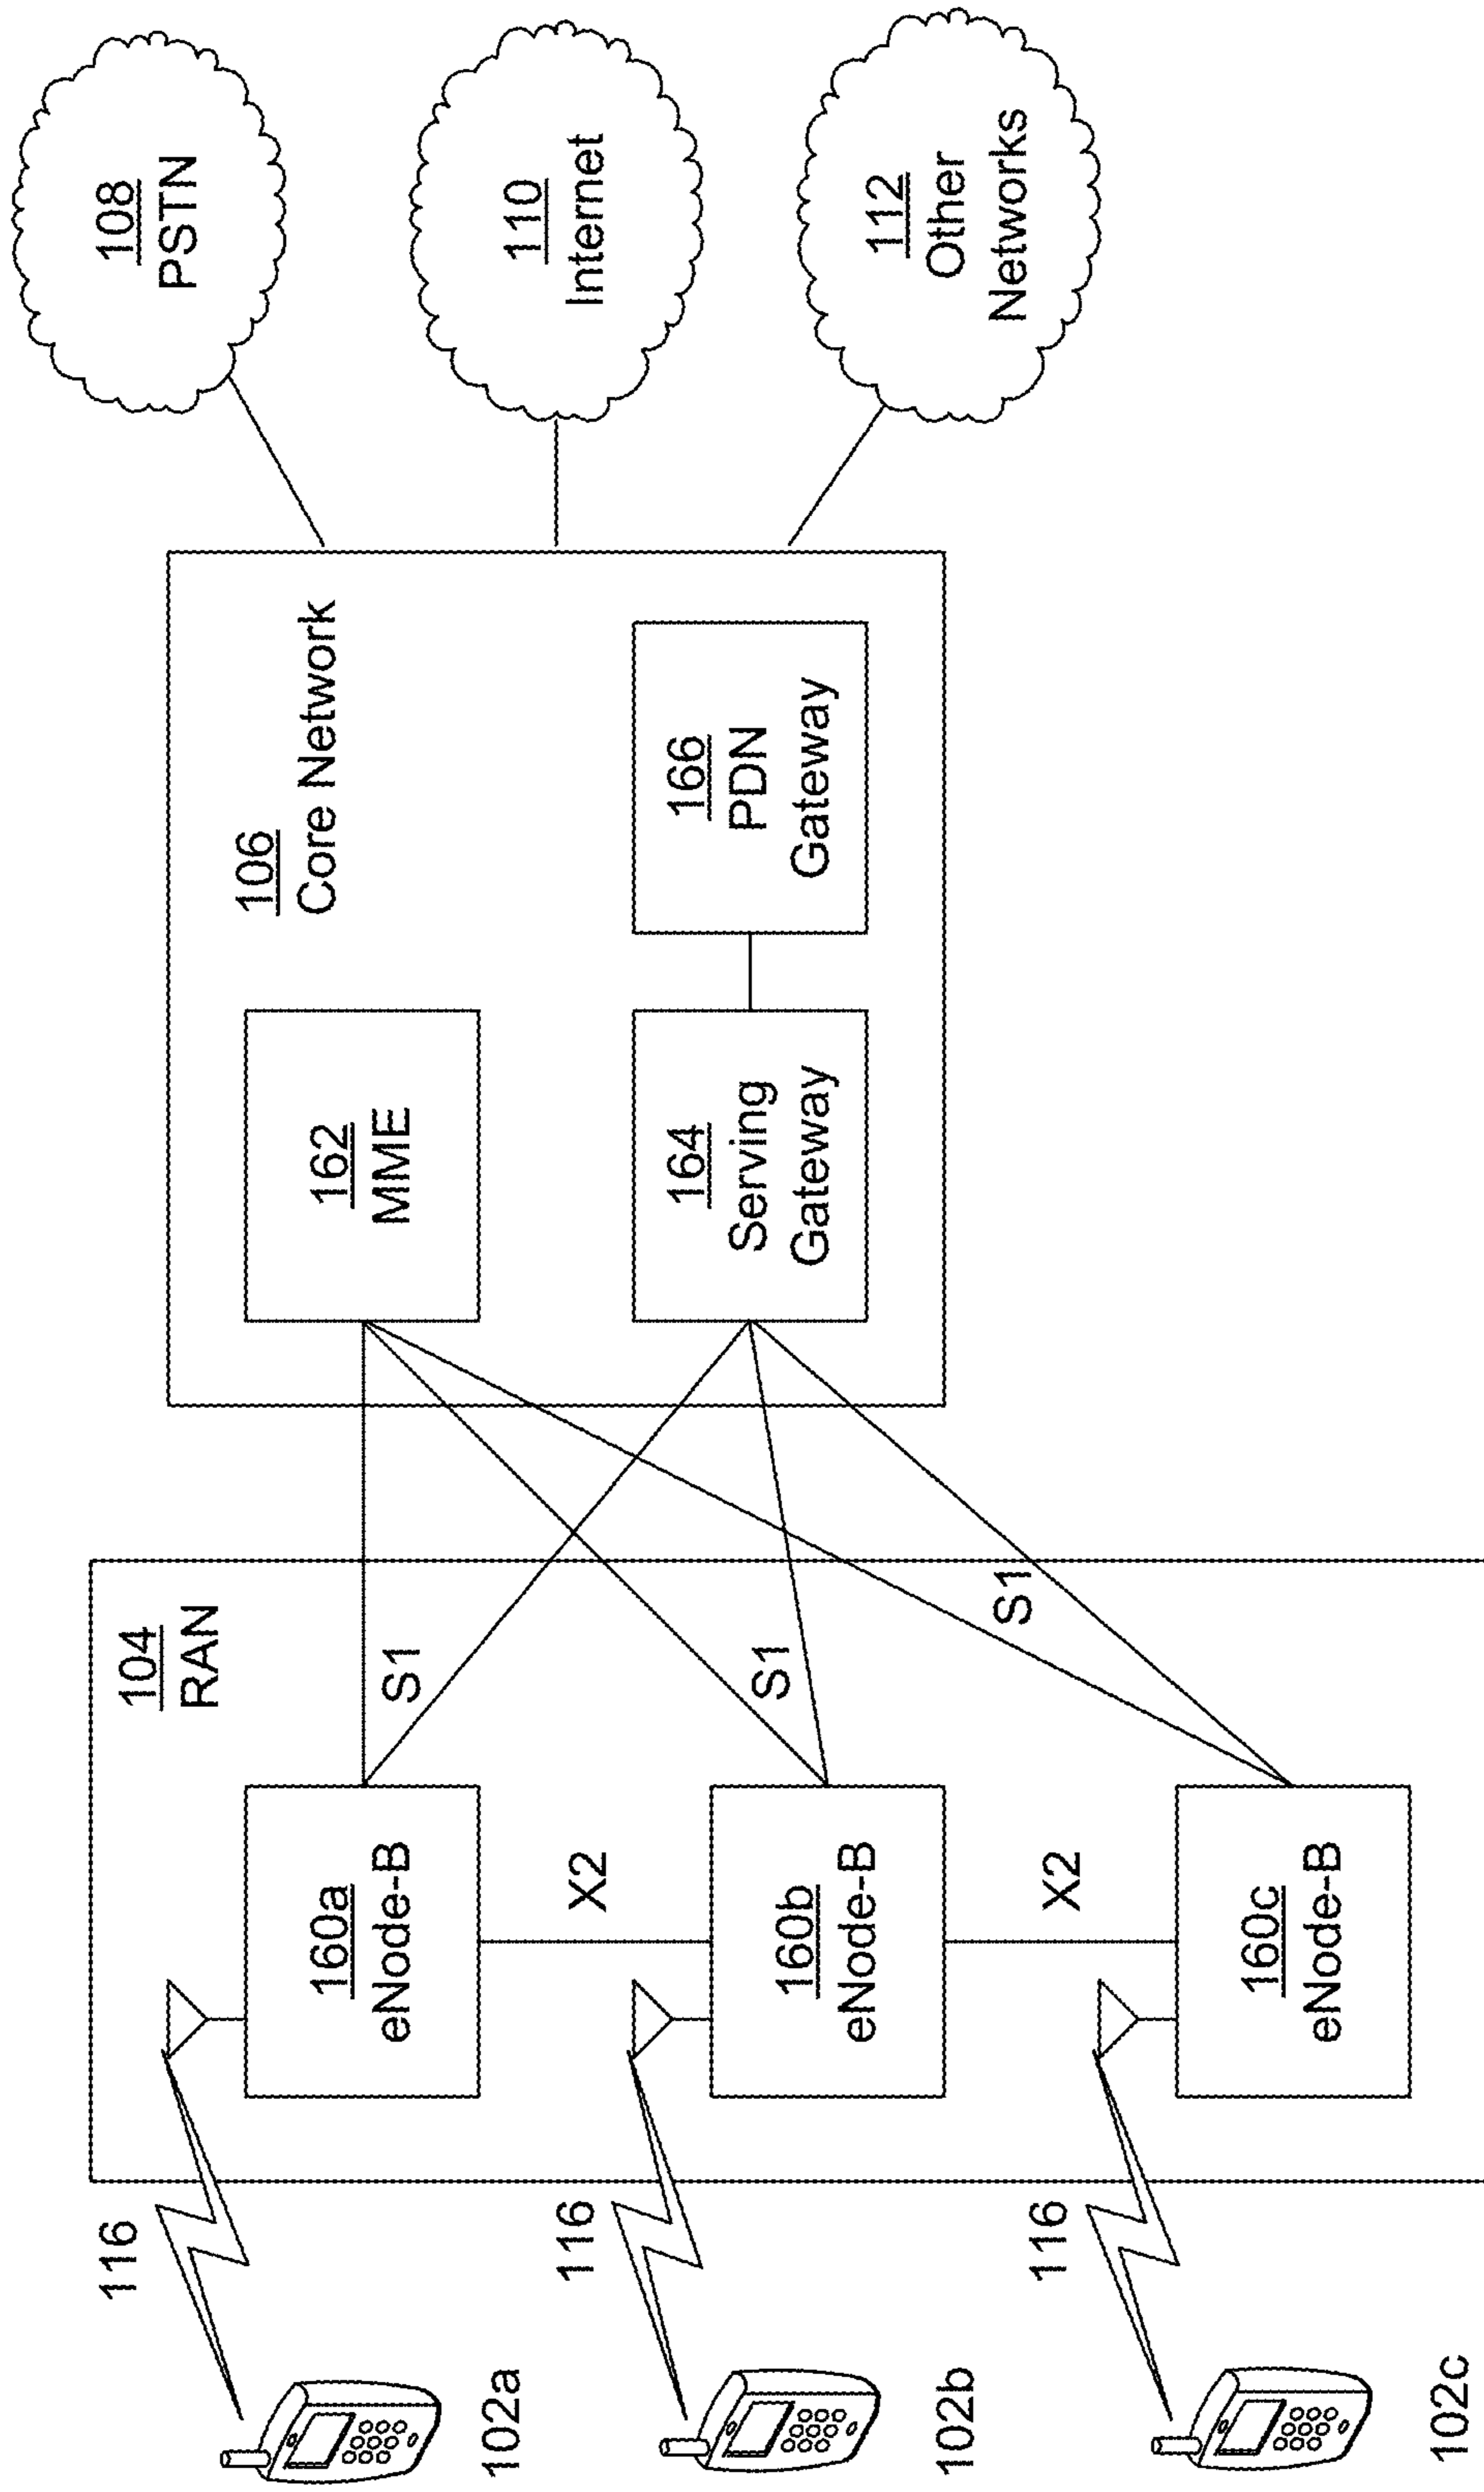 116
102a
116
102b
116
102c
104
RAN
160a
eNode-B
X2
160b
eNode-B
X2
160c
eNode-B
S1
S1
S1
106
Core Network
162
MME
164
Serving
Gateway
166
PDN
Gateway
108
PSTN
110
Internet
112
Other
Networks